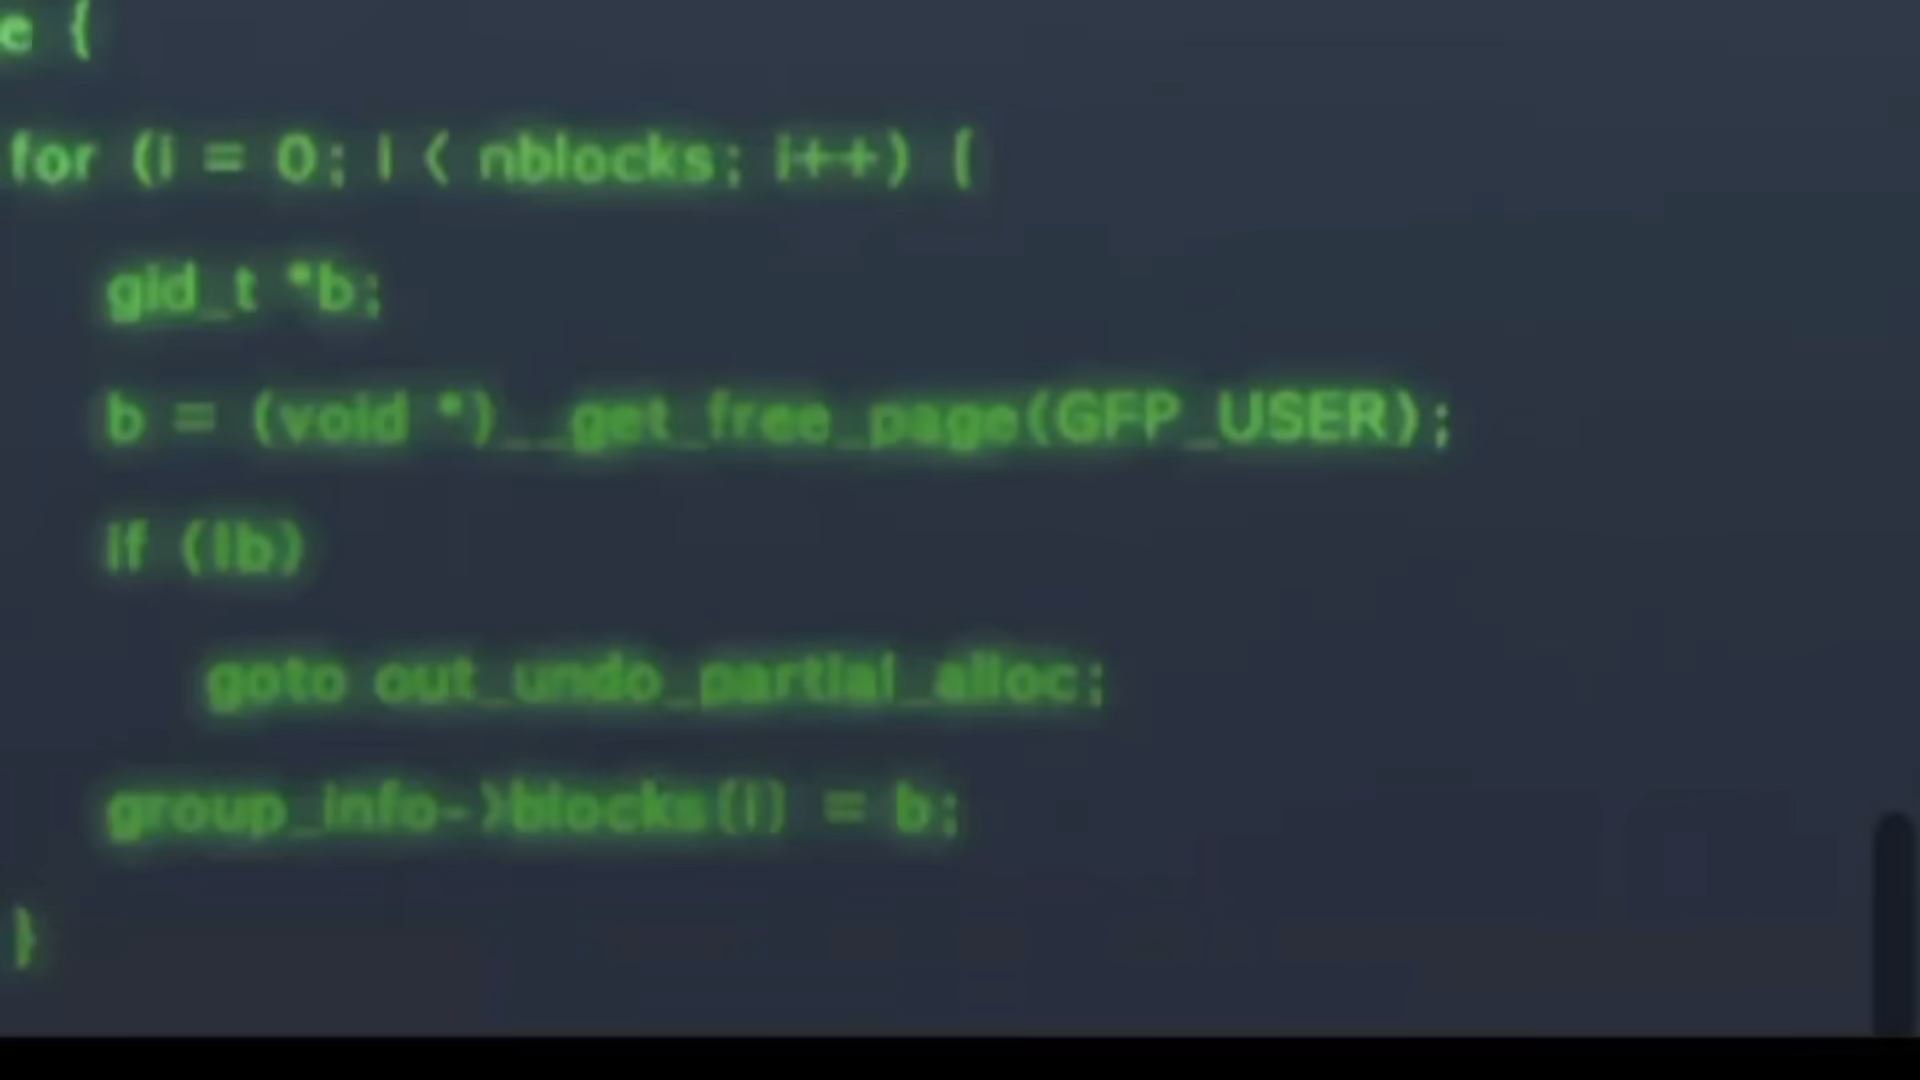 e {
for (i = 0; i < nblocks; i++) {
gid_t *b;
b = (void *)__get_free_page(GFP_USER);
if (!b)
goto out_undo_partial_alloc;
group_info->blocks[i] = b;
}